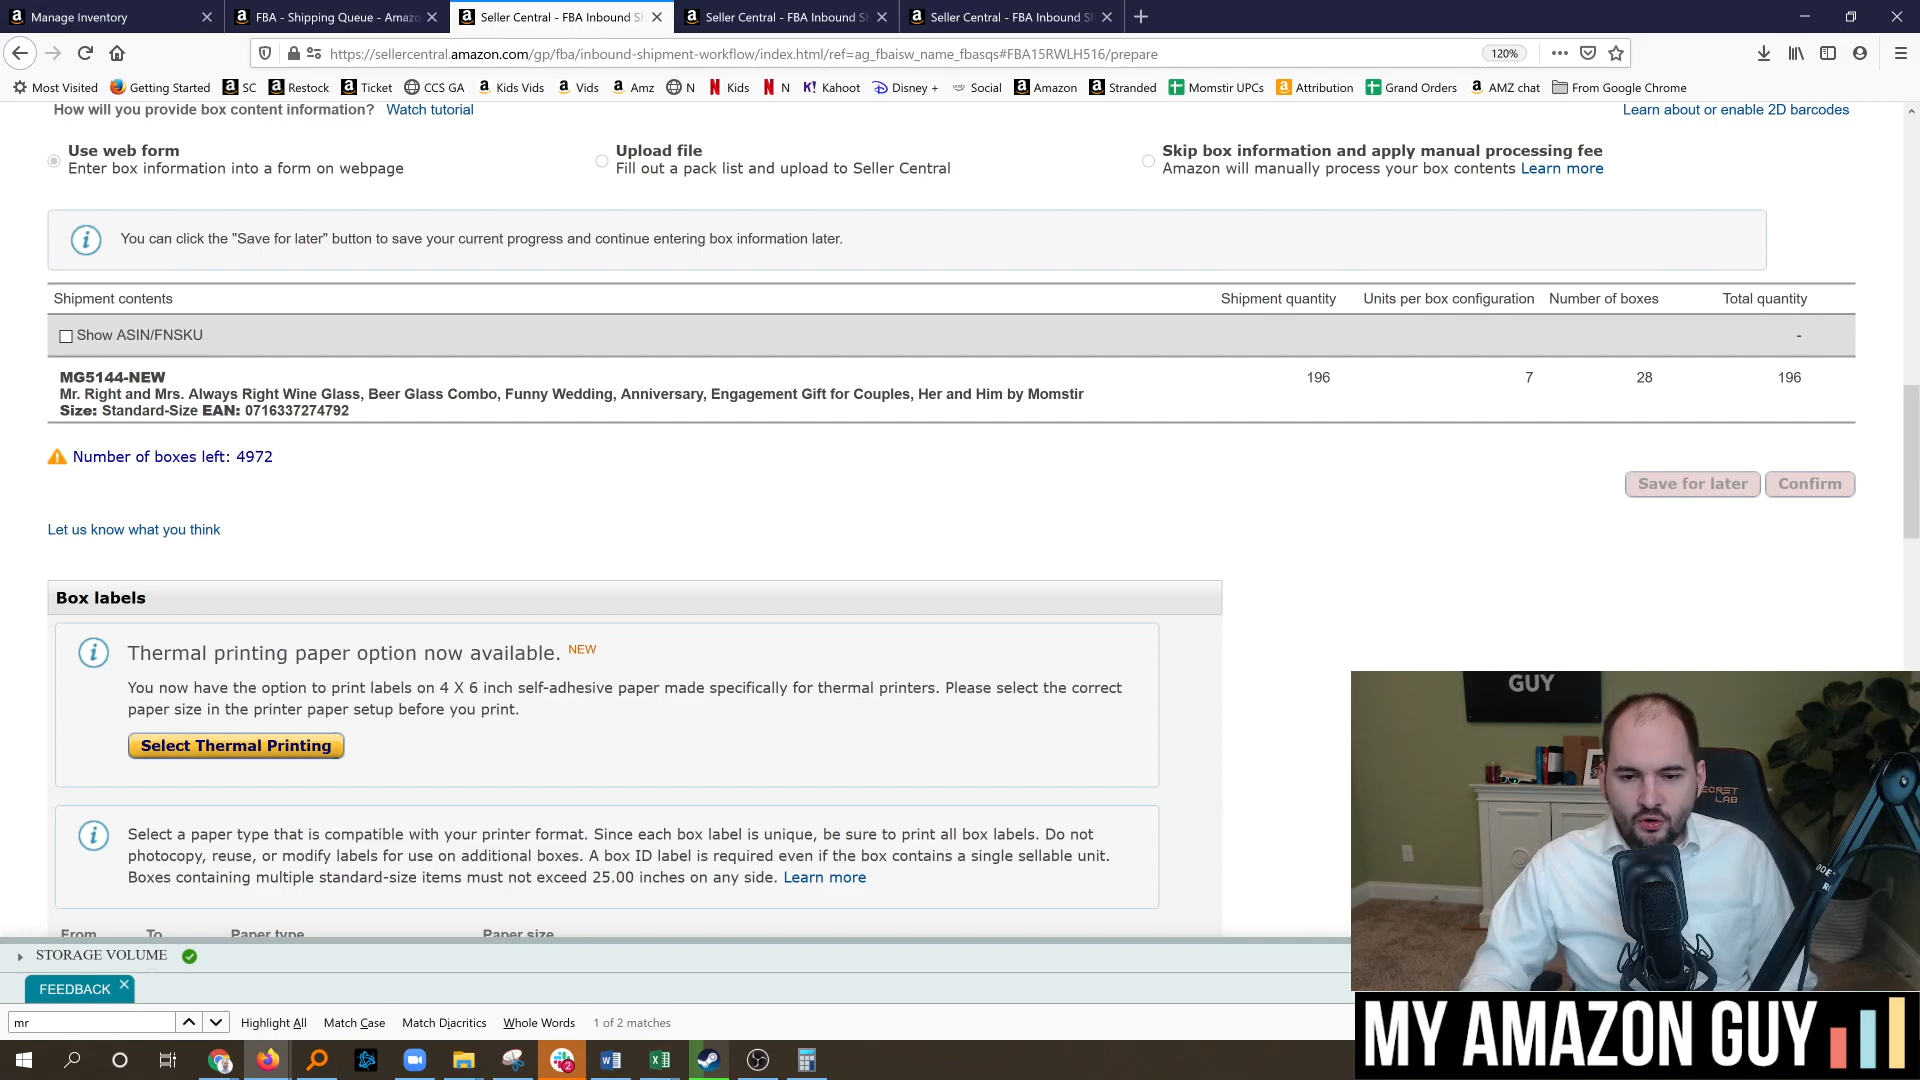 Manage Inventory
FBA - Shipping Queue - Amazo
Seller Central - FBA Inbound S
Seller Central - FBA Inbound S
Seller Central - FBA Inbound S
https://sellercentral.amazon.com/gp/fba/inbound-shipment-workflow/index.html/ref=ag_fbaisw_name_fbasqs#FBA15RWLH516/prepare
120%
Most Visited Getting Started SC Restock Ticket CCS GA Kids Vids Vids Amz N Kids N Kahoot Disney + Social Amazon Stranded Momstir UPCs Attribution Grand Orders AMZ chat From Google Chrome
How will you provide box content information? Watch tutorial
Learn about or enable 2D barcodes
Use web form
Enter box information into a form on webpage
Upload file
Fill out a pack list and upload to Seller Central
Skip box information and apply manual processing fee
Amazon will manually process your box contents Learn more
You can click the "Save for later" button to save your current progress and continue entering box information later.
Shipment contents Shipment quantity Units per box configuration Number of boxes Total quantity
Show ASIN/FNSKU -
MG5144-NEW 196 7 28 196
Mr. Right and Mrs. Always Right Wine Glass, Beer Glass Combo, Funny Wedding, Anniversary, Engagement Gift for Couples, Her and Him by Momstir
Size: Standard-Size EAN: 0716337274792
Number of boxes left: 4972
Save for later Confirm
Let us know what you think
Box labels
Thermal printing paper option now available. NEW
You now have the option to print labels on 4 X 6 inch self-adhesive paper made specifically for thermal printers. Please select the correct
paper size in the printer paper setup before you print.
Select Thermal Printing
Select a paper type that is compatible with your printer format. Since each box label is unique, be sure to print all box labels. Do not
photocopy, reuse, or modify labels for use on additional boxes. A box ID label is required even if the box contains a single sellable unit.
Boxes containing multiple standard-size items must not exceed 25.00 inches on any side. Learn more
From To Paper type Paper size
STORAGE VOLUME
FEEDBACK
mr Highlight All Match Case Match Diacritics Whole Words 1 of 2 matches
GUY
MY AMAZON GUY
2